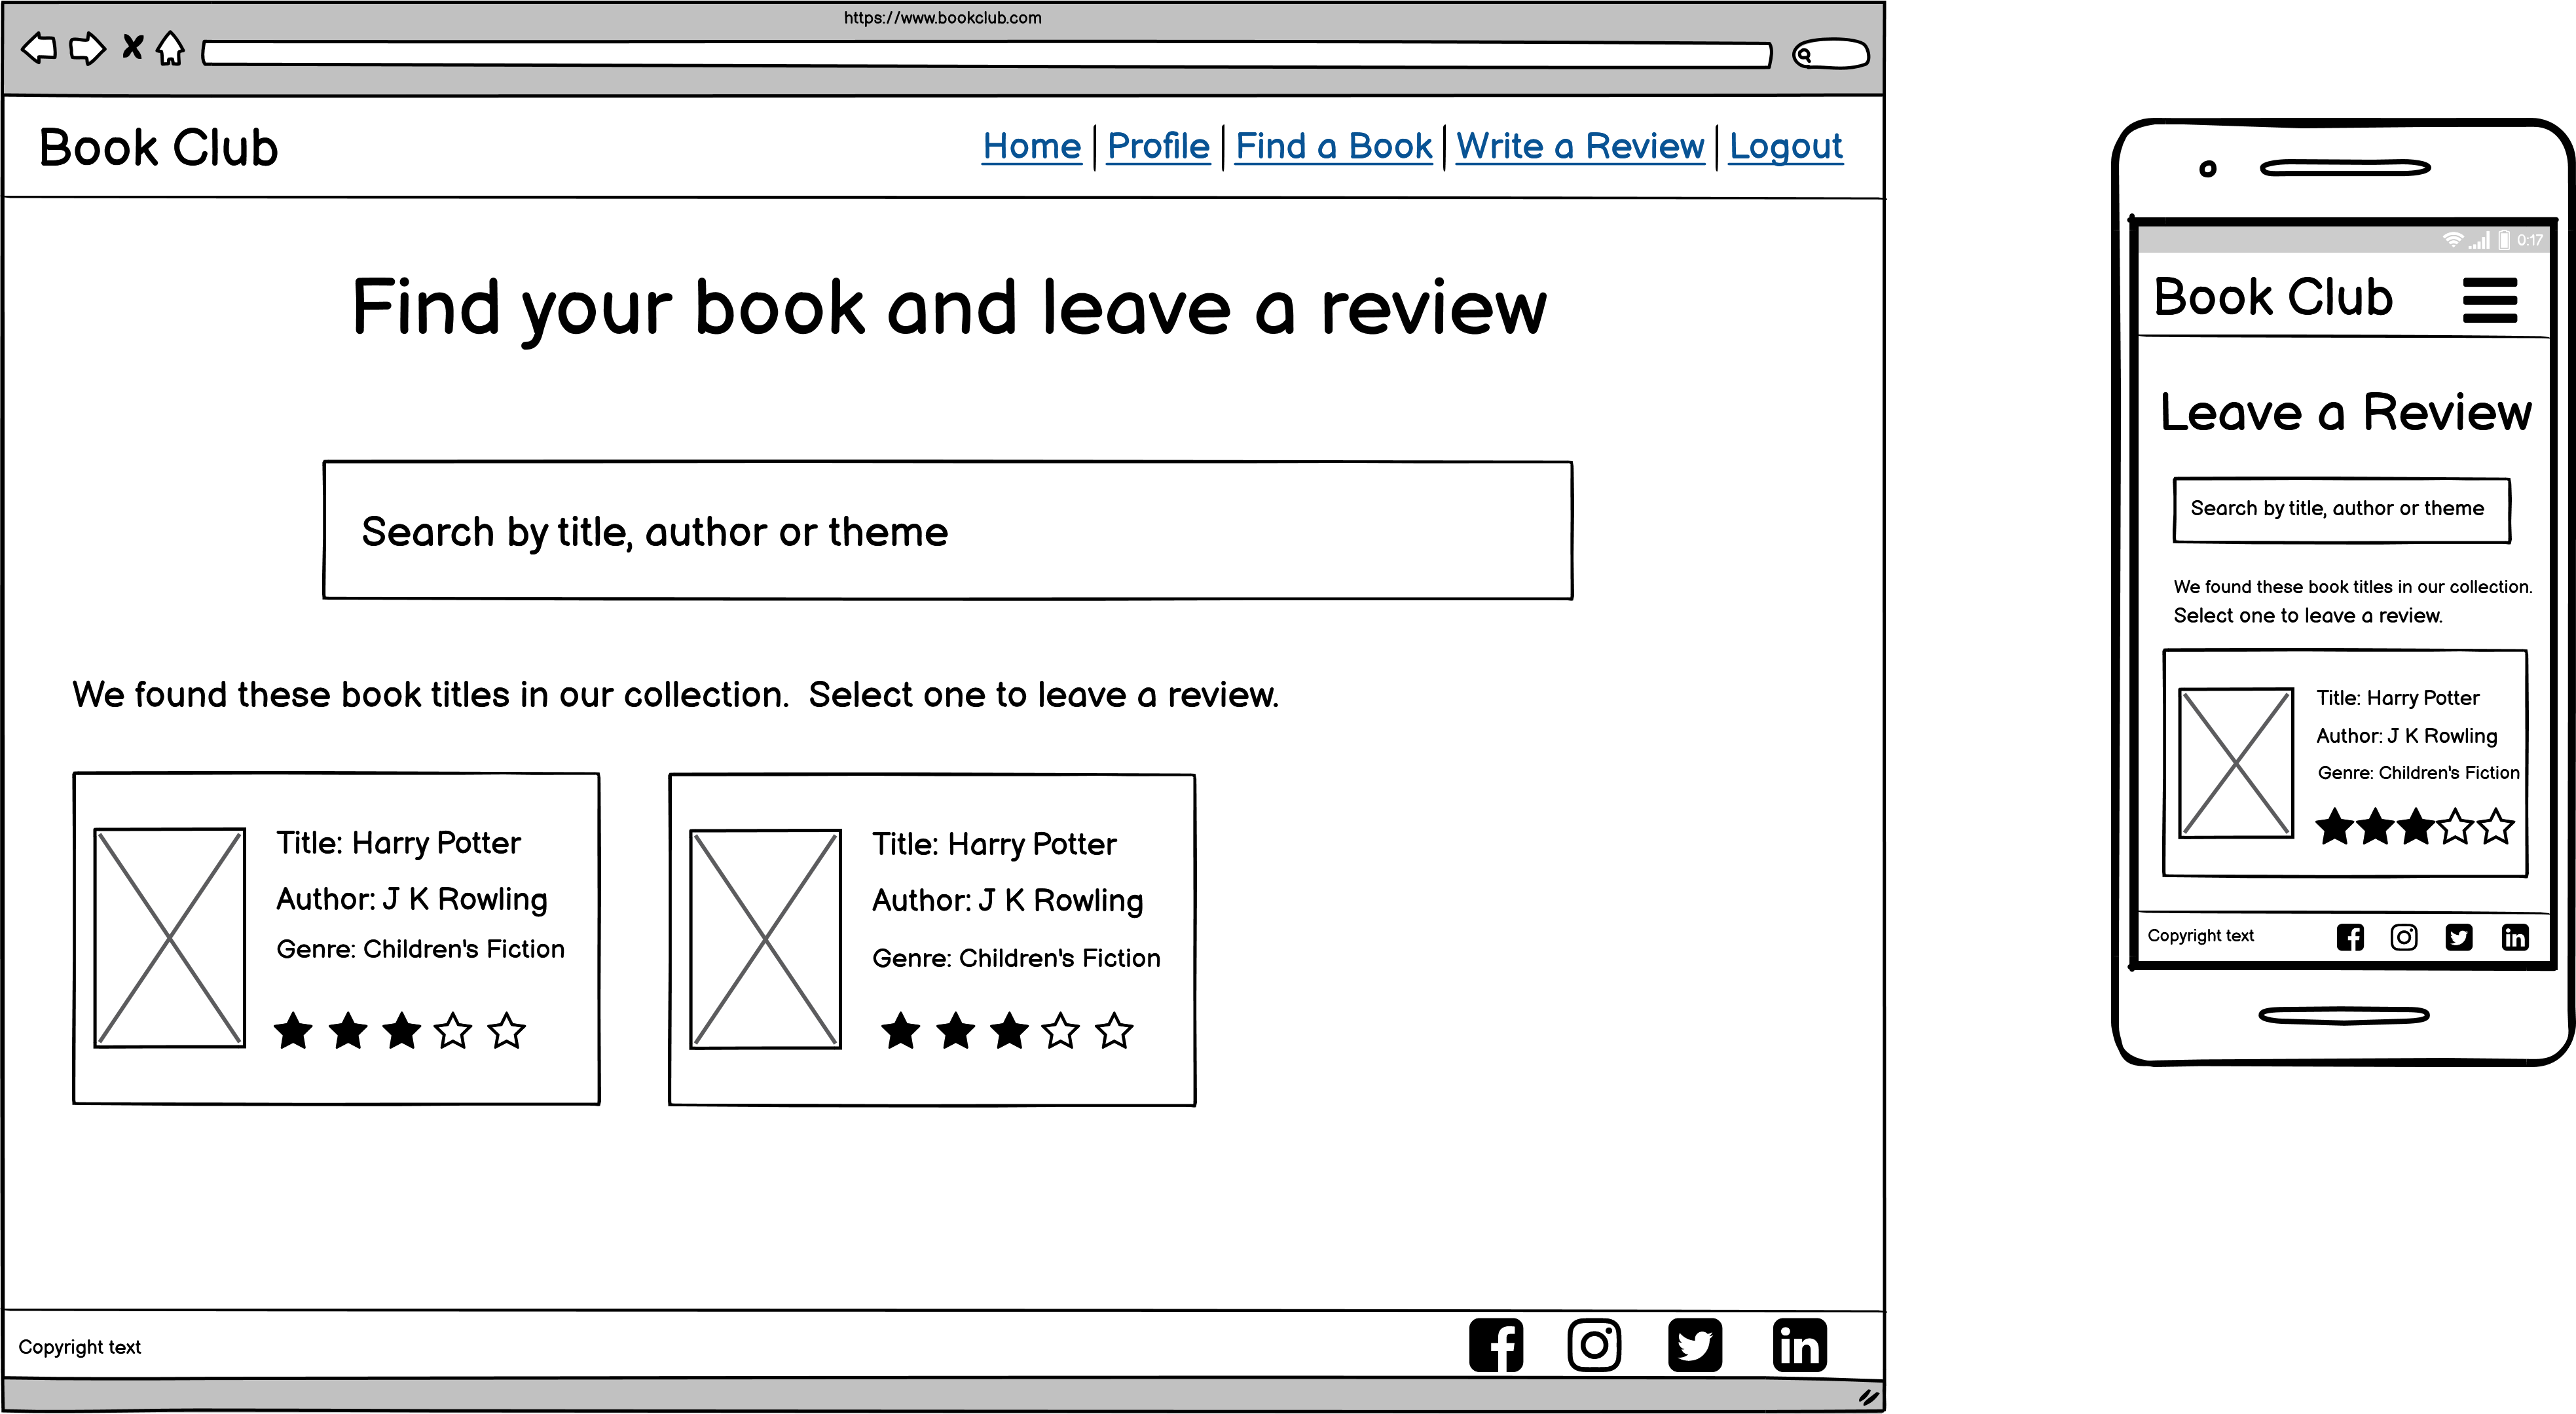 https://www.bookclub.com
Book Club
Home | Profile | Find a Book | Write a Review | Logout
Find your book and leave a review
Search by title, author or theme
We found these book titles in our collection. Select one to leave a review.
Title: Harry Potter
Author: J K Rowling
Genre: Children's Fiction
Title: Harry Potter
Author: J K Rowling
Genre: Children's Fiction
Copyright text
0:17
Book Club
Leave a Review
Search by title, author or theme
We found these book titles in our collection.
Select one to leave a review.
Title: Harry Potter
Author: J K Rowling
Genre: Children's Fiction
Copyright text